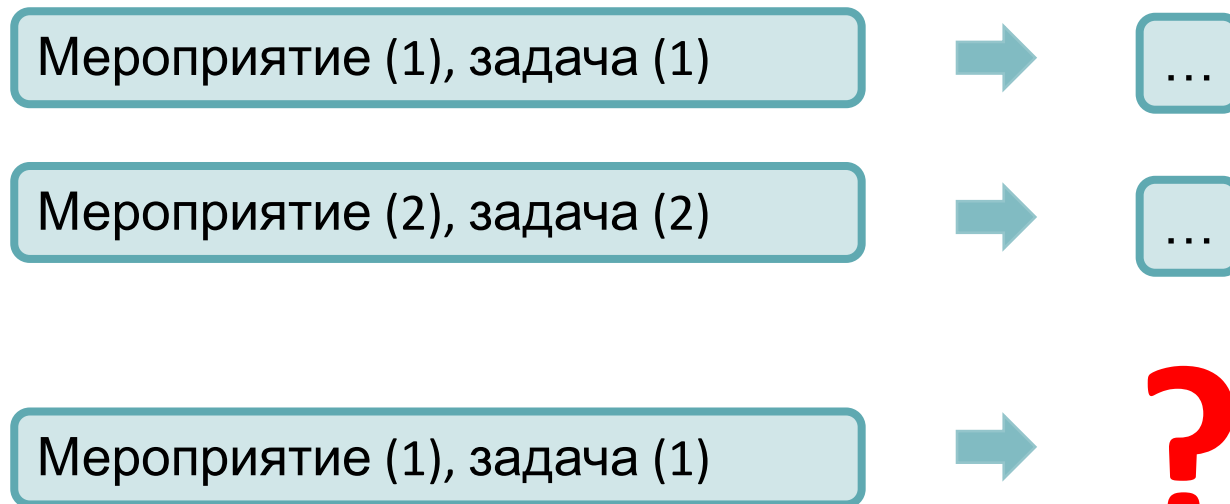 Мероприятие (1), задача (1)
...
Мероприятие (2), задача (2)
...
Мероприятие (1), задача (1)
?